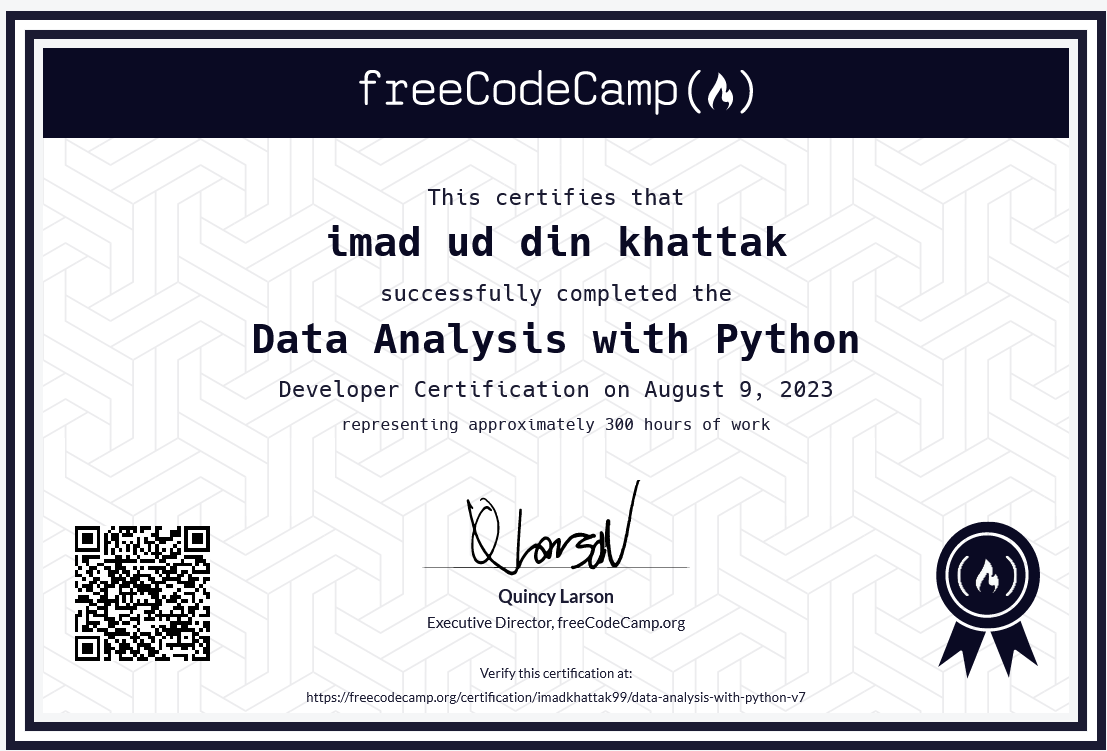 freeCodeCamp(🔥)
This certifies that
imad ud din khattak
successfully completed the
Data Analysis with Python
Developer Certification on August 9, 2023
representing approximately 300 hours of work
Q Larson
Quincy Larson
Executive Director, freeCodeCamp.org
Verify this certification at:
https://freecodecamp.org/certification/imadkhattak99/data-analysis-with-python-v7